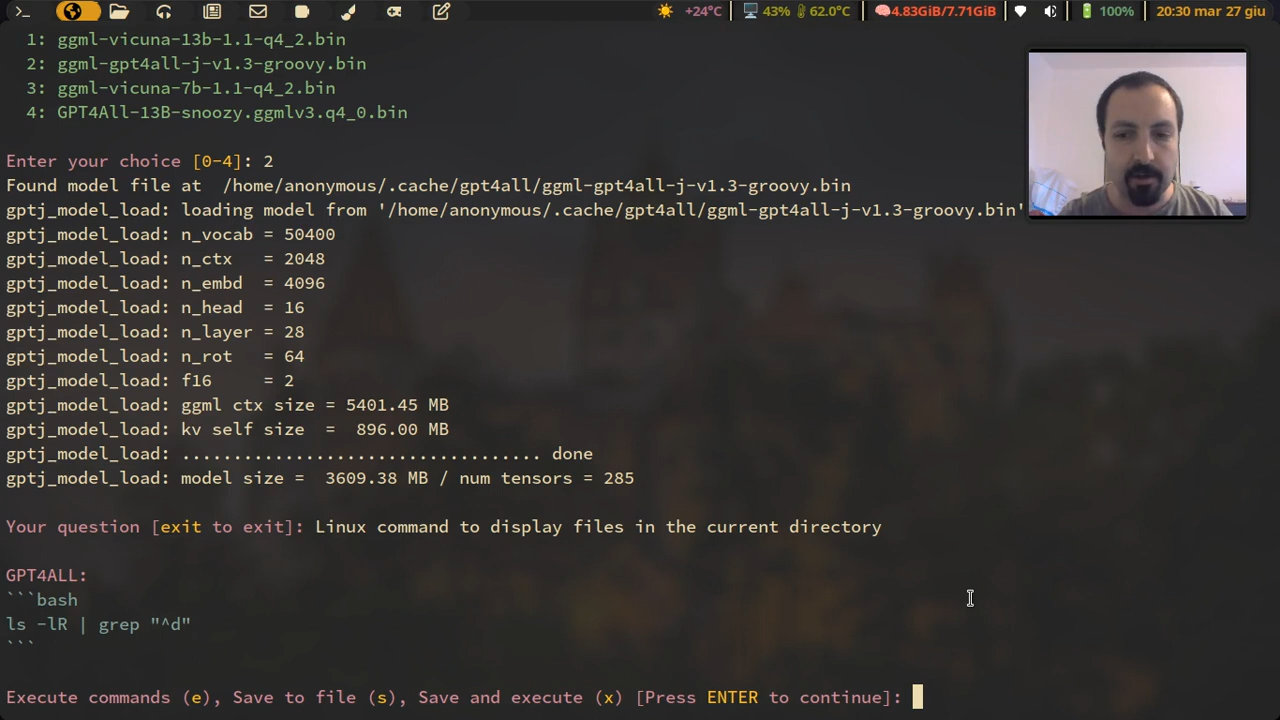 +24°C 43% 62.0°C 4.83GiB/7.71GiB 100% 20:30 mar 27 giu
1: ggml-vicuna-13b-1.1-q4_2.bin
2: ggml-gpt4all-j-v1.3-groovy.bin
3: ggml-vicuna-7b-1.1-q4_2.bin
4: GPT4All-13B-snoozy.ggmlv3.q4_0.bin
Enter your choice [0-4]: 2
Found model file at  /home/anonymous/.cache/gpt4all/ggml-gpt4all-j-v1.3-groovy.bin
gptj_model_load: loading model from '/home/anonymous/.cache/gpt4all/ggml-gpt4all-j-v1.3-groovy.bin'
gptj_model_load: n_vocab = 50400
gptj_model_load: n_ctx   = 2048
gptj_model_load: n_embd  = 4096
gptj_model_load: n_head  = 16
gptj_model_load: n_layer = 28
gptj_model_load: n_rot   = 64
gptj_model_load: f16     = 2
gptj_model_load: ggml ctx size = 5401.45 MB
gptj_model_load: kv self size  =  896.00 MB
gptj_model_load: ................................... done
gptj_model_load: model size =  3609.38 MB / num tensors = 285
Your question [exit to exit]: Linux command to display files in the current directory
GPT4ALL:
```bash
ls -lR | grep "^d"
```
Execute commands (e), Save to file (s), Save and execute (x) [Press ENTER to continue]: